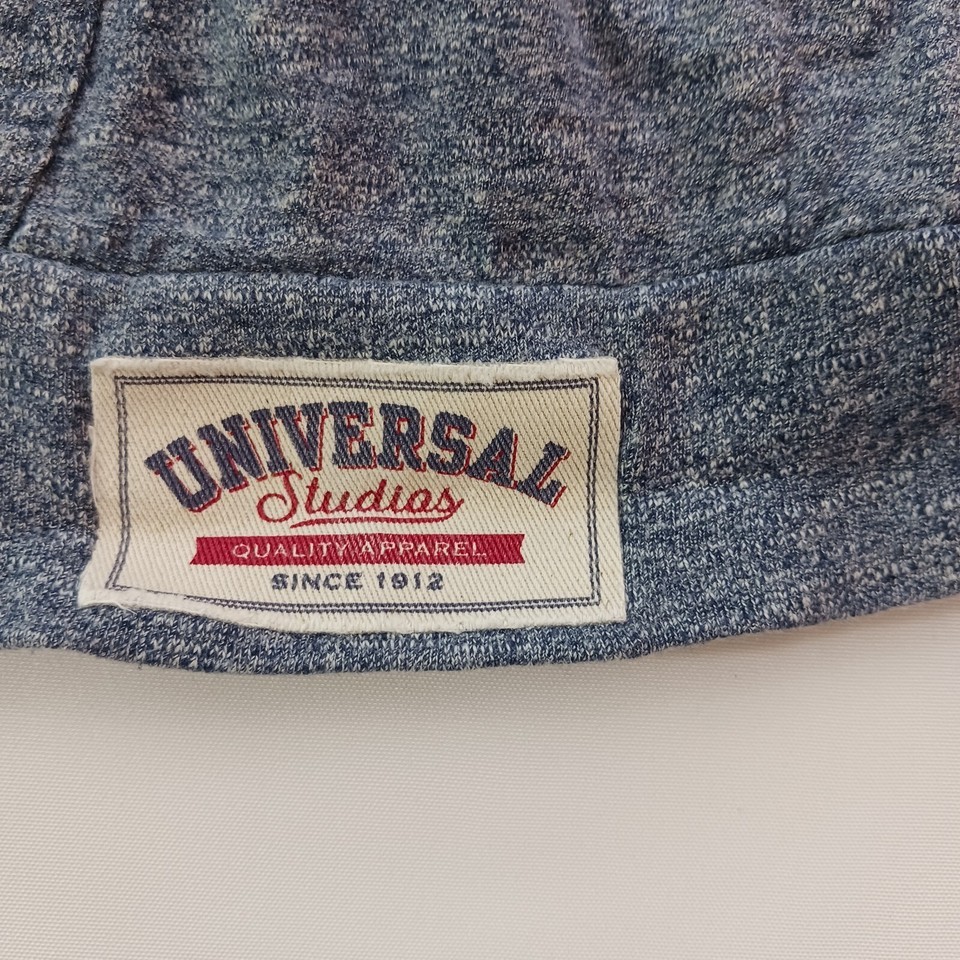 UNIVERSAL
Studios
QUALITY APPAREL
SINCE 1912